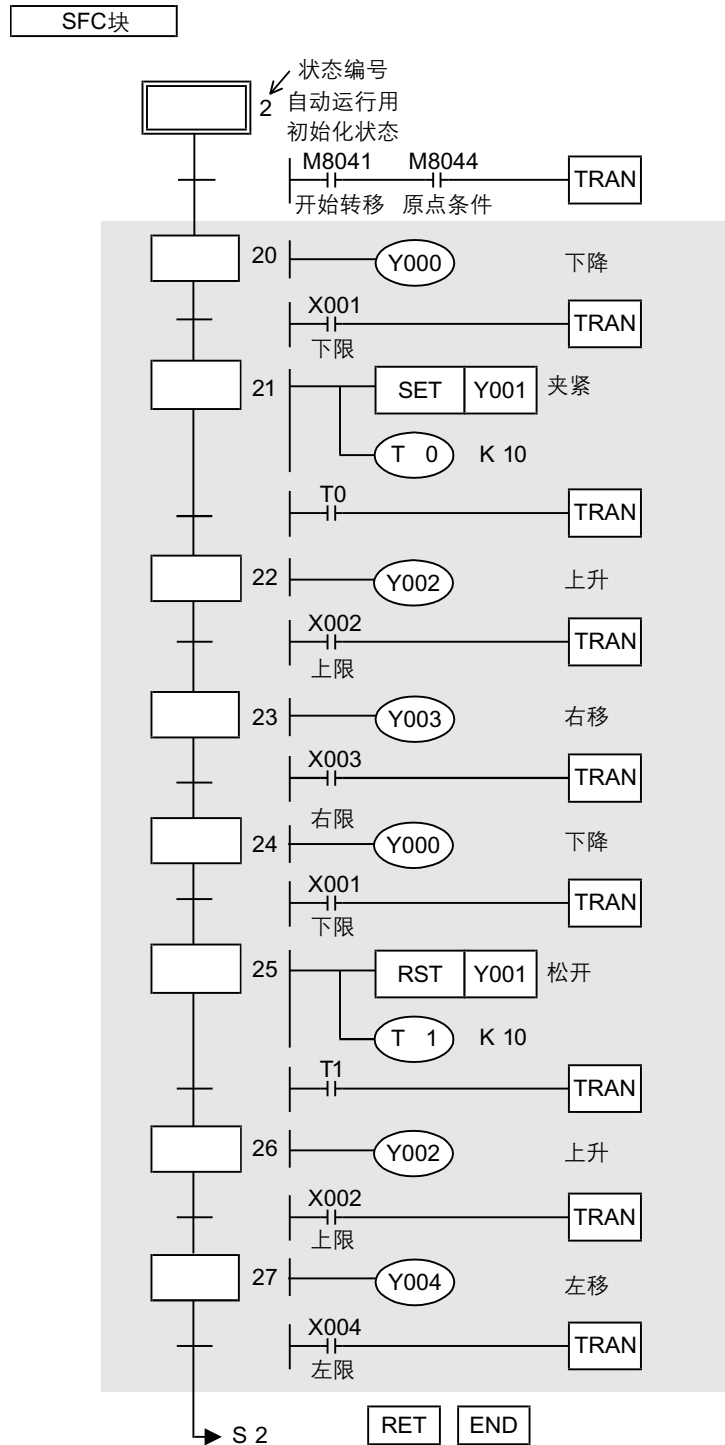 SFC块
状态编号
2 自动运行用
初始化状态
M8041 M8044
TRAN
开始转移 原点条件
20 Y000 下降
X001
TRAN
下限
21 SET Y001 夹紧
T 0 K 10
T0
TRAN
22 Y002 上升
X002
TRAN
上限
23 Y003 右移
X003
TRAN
右限
24 Y000 下降
X001
TRAN
下限
25 RST Y001 松开
T 1 K 10
T1
TRAN
26 Y002 上升
X002
TRAN
上限
27 Y004 左移
X004
TRAN
左限
S 2 RET END